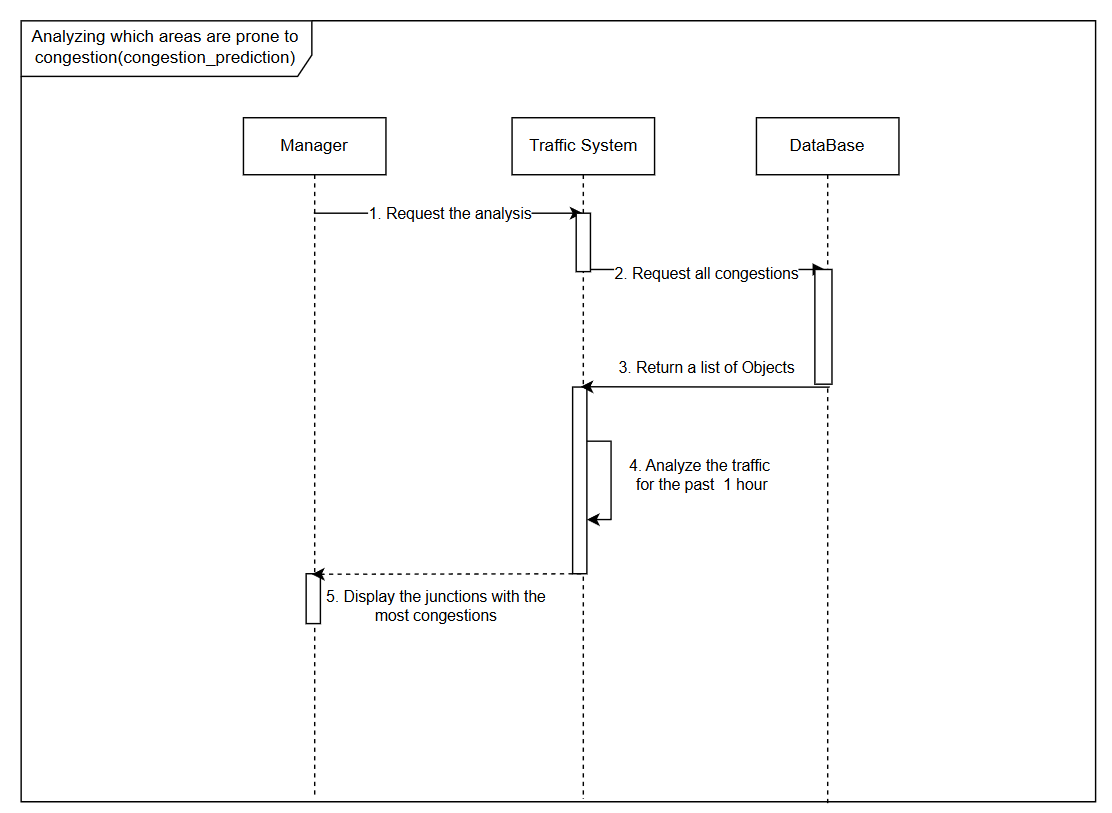 Analyzing which areas are prone to
congestion(congestion_prediction)
Manager
Traffic System
DataBase
1. Request the analysis
2. Request all congestions
3. Return a list of Objects
4. Analyze the traffic
for the past  1 hour
5. Display the junctions with the
most congestions